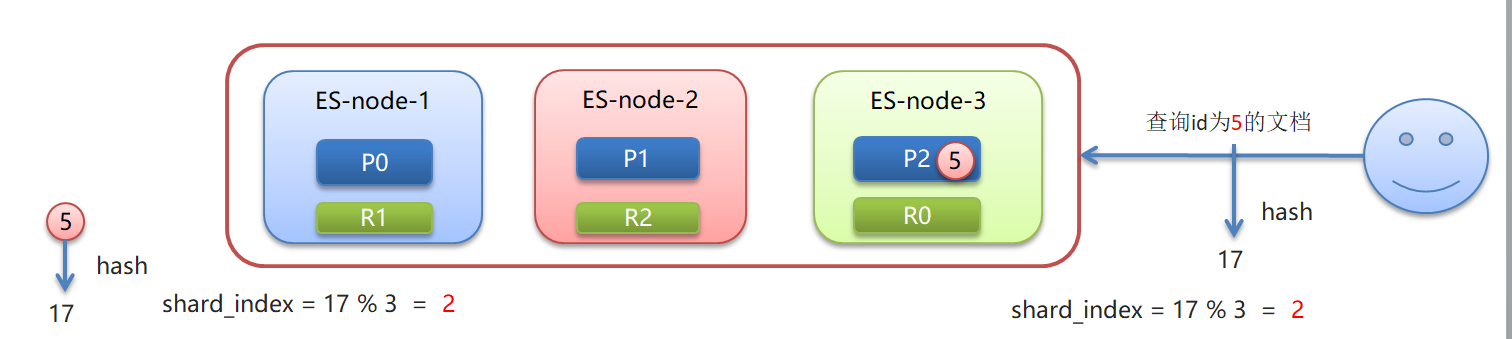 ES-node-1
ES-node-2
ES-node-3
P0
P1
P2
5
R1
R2
R0
查询id为5的文档
hash
17
shard_index = 17 % 3 = 2
5
hash
17
shard_index = 17 % 3 = 2